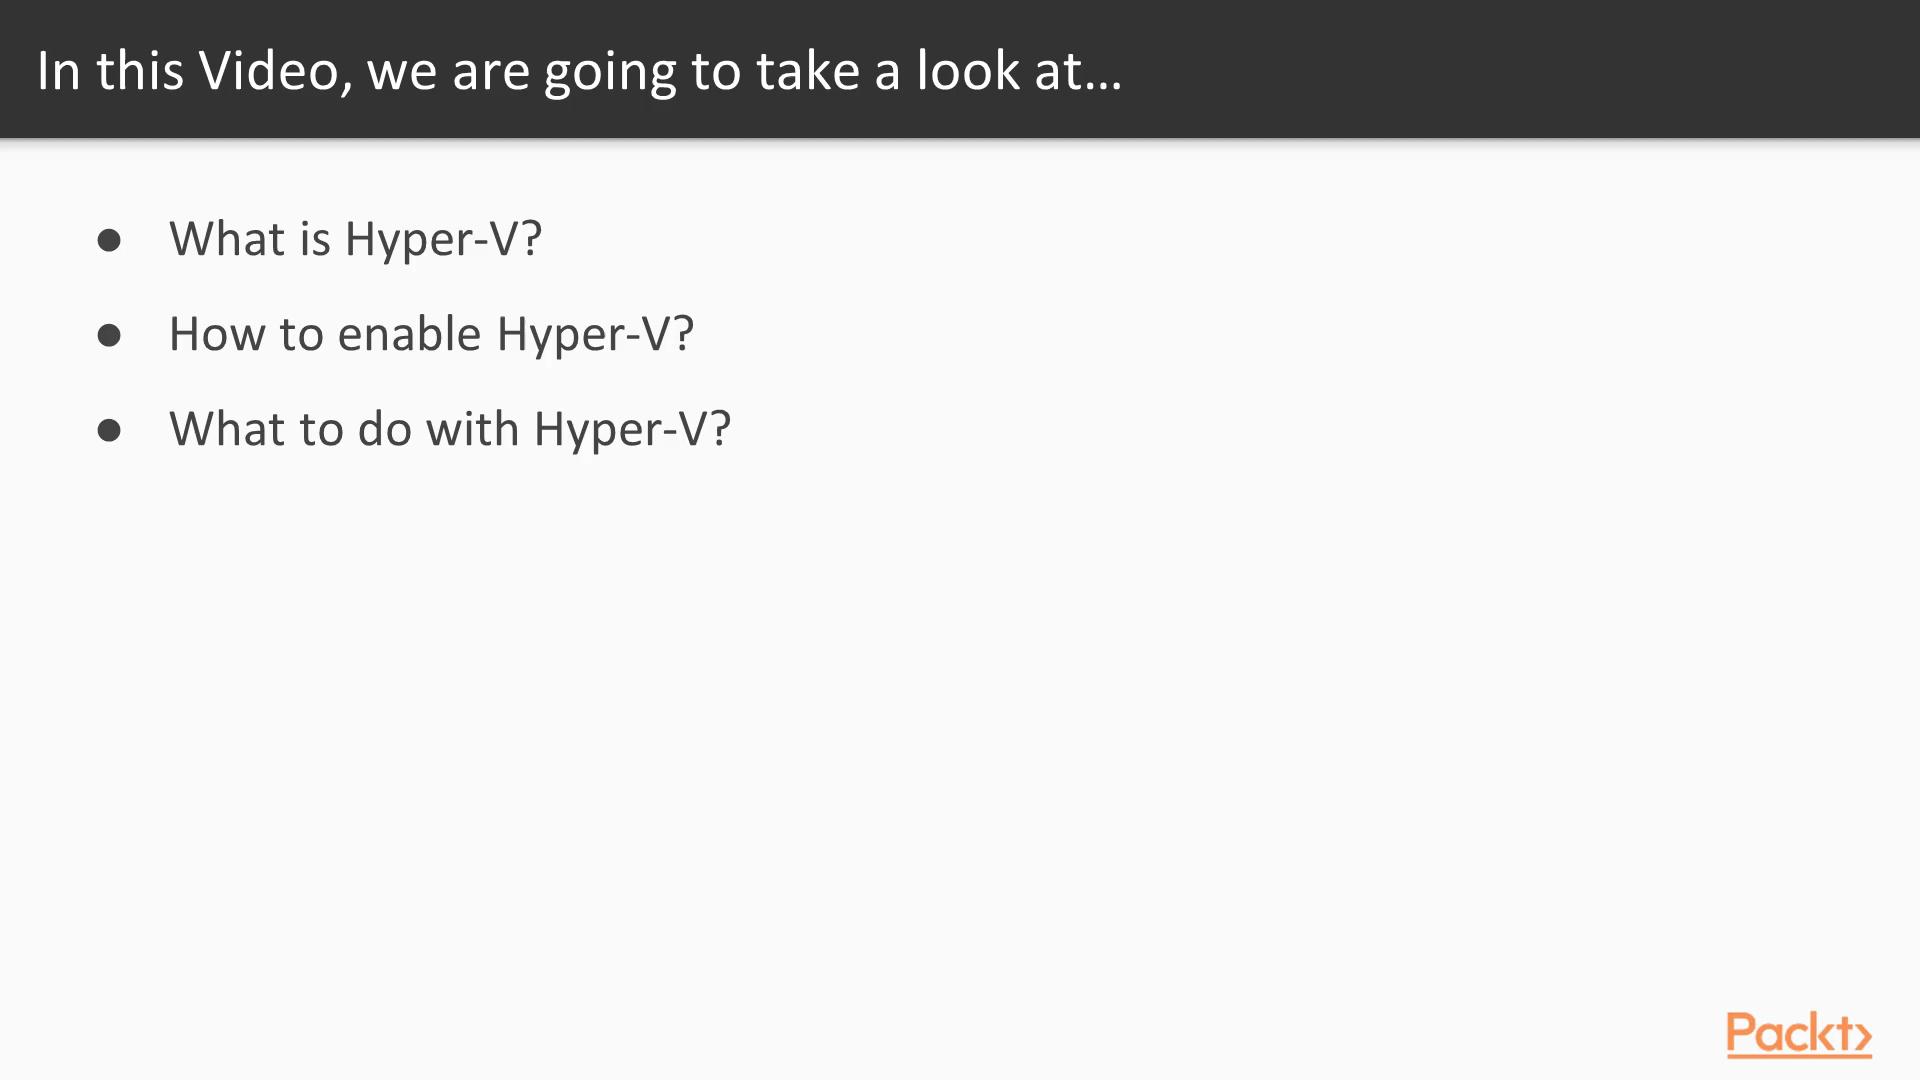 In this Video, we are going to take a look at...
● What is Hyper-V?
● How to enable Hyper-V?
● What to do with Hyper-V?
Packt>